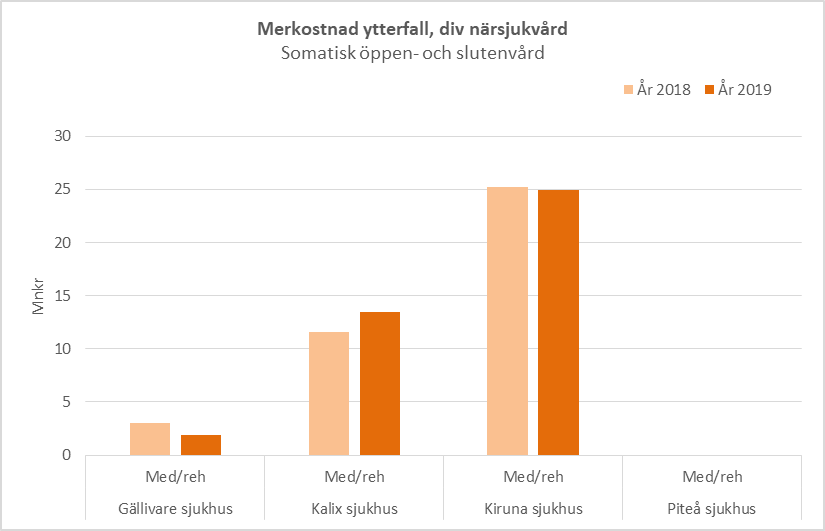 Merkostnad ytterfall, div närsjukvård
Somatisk öppen- och slutenvård
År 2018 År 2019
30
25
20
15
10
5
0
Mnkr
Med/reh Med/reh Med/reh Med/reh
Gällivare sjukhus Kalix sjukhus Kiruna sjukhus Piteå sjukhus